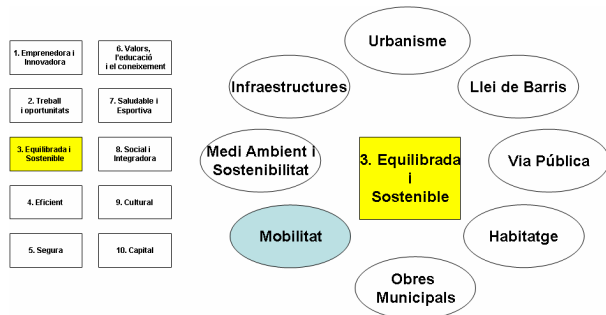 1. Emprenedora i
Innovadora
6. Valors,
l'educació
i el coneixement
2. Treball
i oportunitats
7. Saludable i
Esportiva
3. Equilibrada i
Sostenible
8. Social i
Integradora
4. Eficient
9. Cultural
5. Segura
10. Capital
Urbanisme
Infraestructures
Llei de Barris
Medi Ambient i
Sostenibilitat
3. Equilibrada
i
Sostenible
Via Pública
Mobilitat
Habitatge
Obres
Municipals